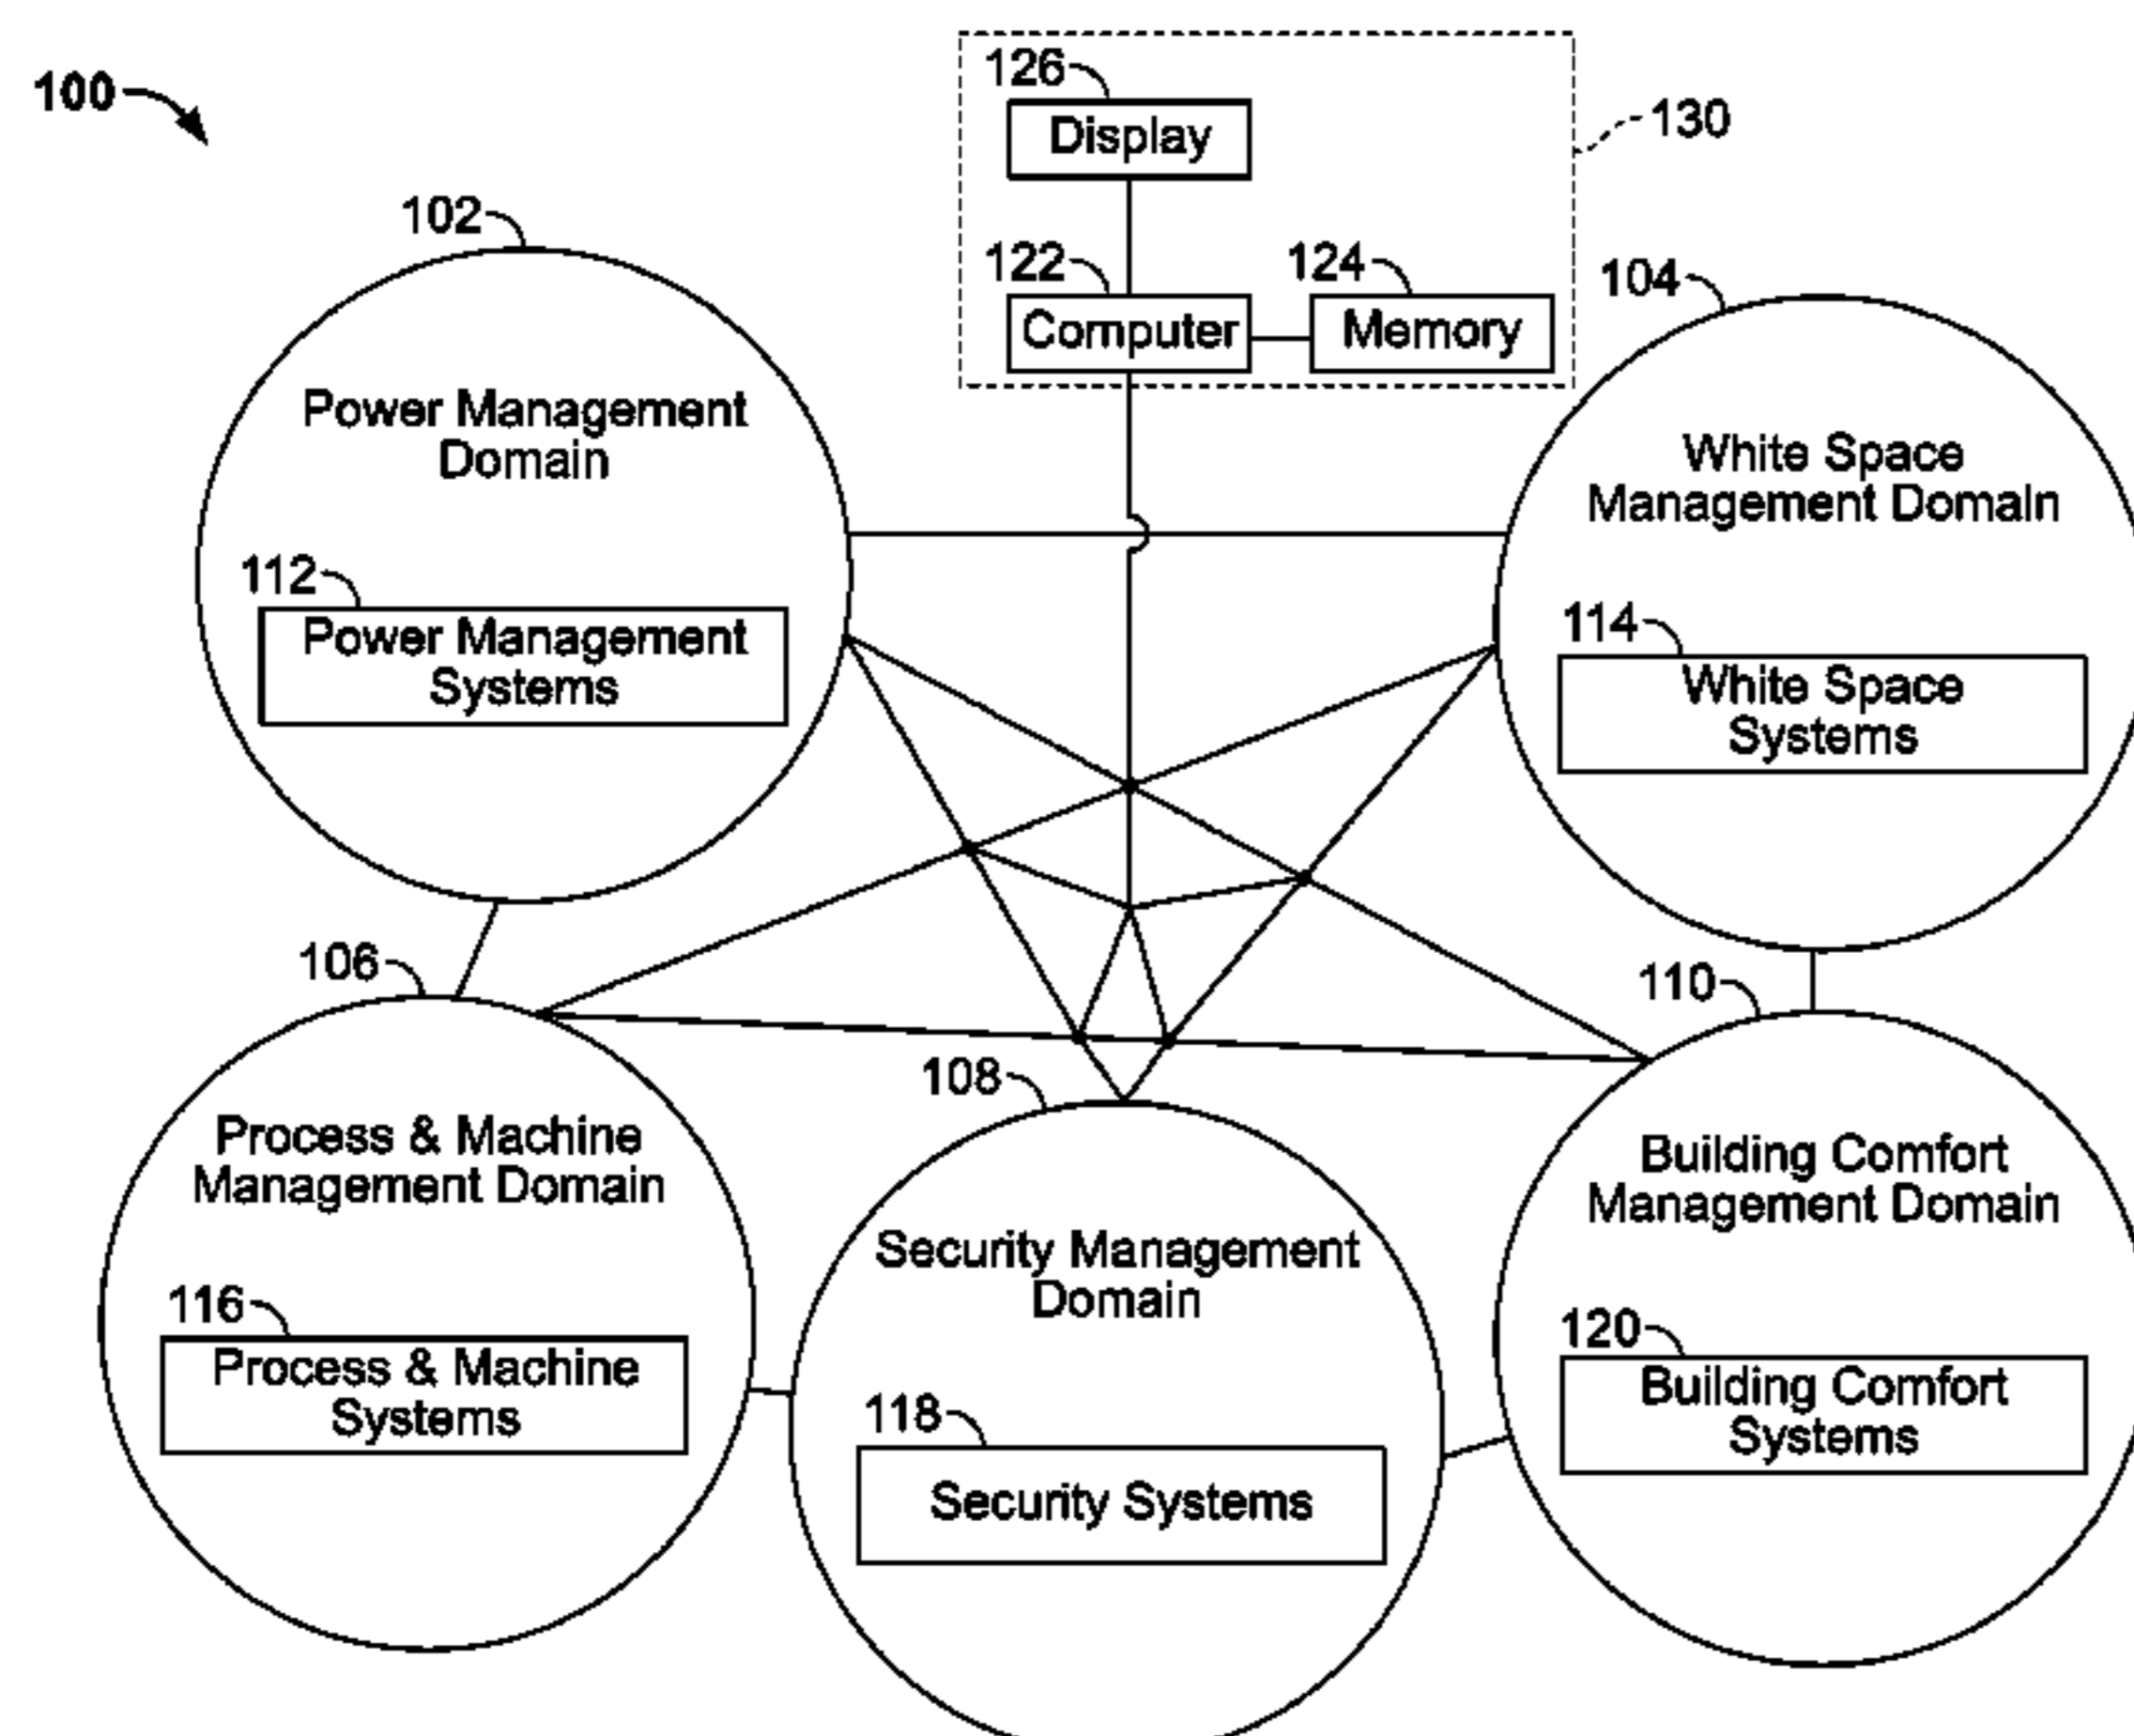 100
126
Display
130
102
122
Computer
124
Memory
104
Power Management
Domain
White Space
Management Domain
112
Power Management
Systems
114
White Space
Systems
106
110
108
Process & Machine
Management Domain
Building Comfort
Management Domain
Security Management
Domain
116
Process & Machine
Systems
120
Building Comfort
Systems
118
Security Systems